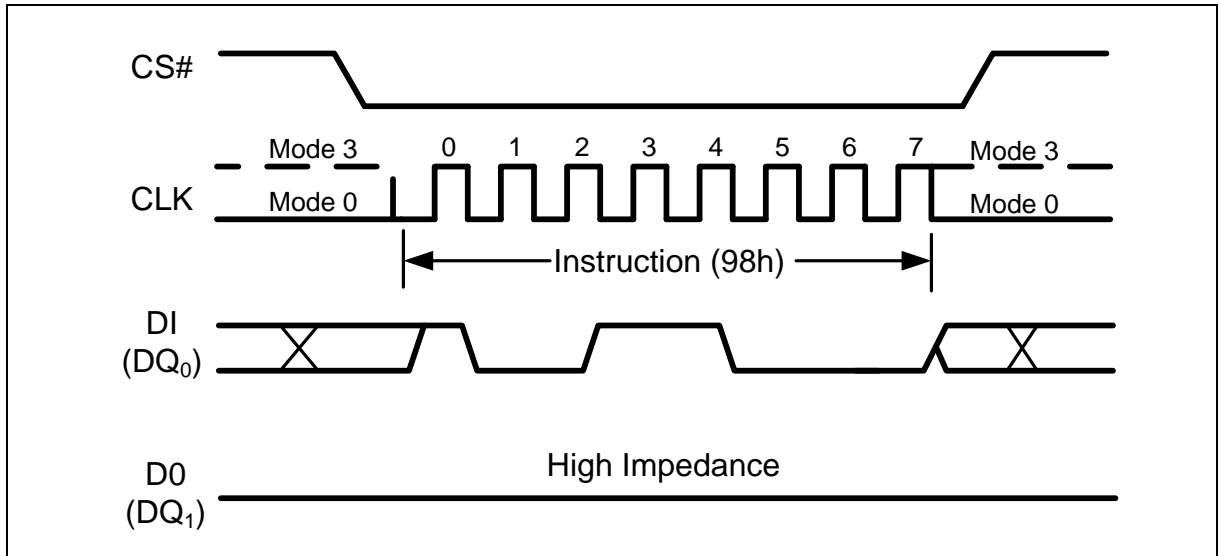 CS#
Mode 3 0 1 2 3 4 5 6 7 Mode 3
CLK
Mode 0 Mode 0
Instruction (98h)
DI
(DQ₀)
High Impedance
D0
(DQ₁)